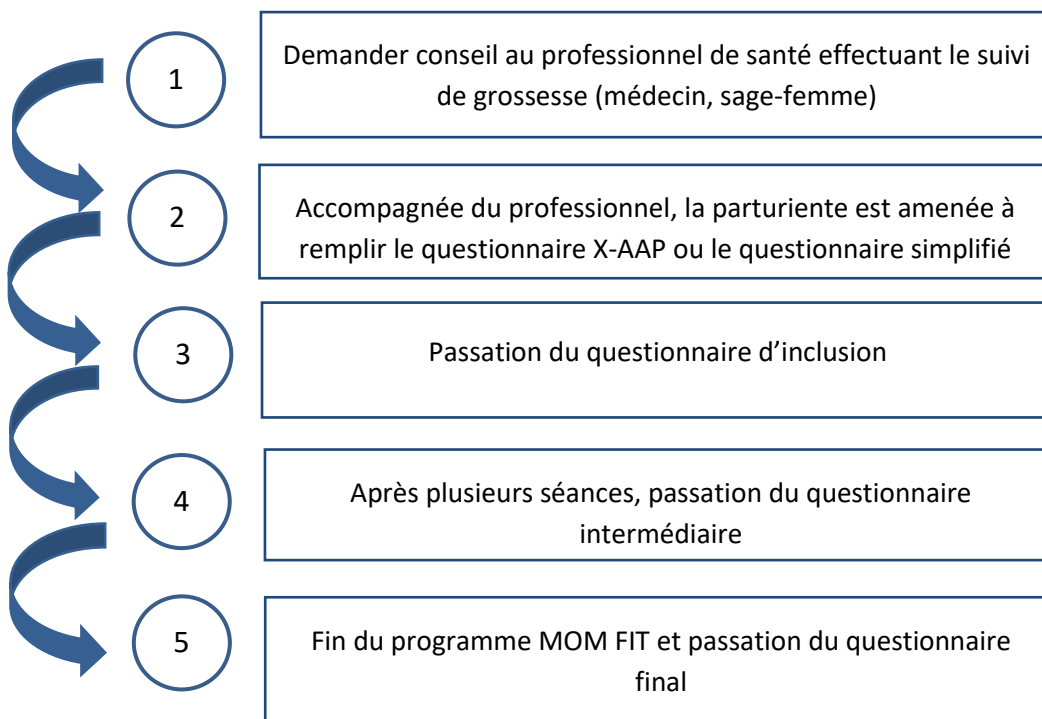 1
Demander conseil au professionnel de santé effectuant le suivi
de grossesse (médecin, sage-femme)
2
Accompagnée du professionnel, la parturiente est amenée à
remplir le questionnaire X-AAP ou le questionnaire simplifié
3
Passation du questionnaire d’inclusion
4
Après plusieurs séances, passation du questionnaire
intermédiaire
5
Fin du programme MOM FIT et passation du questionnaire
final